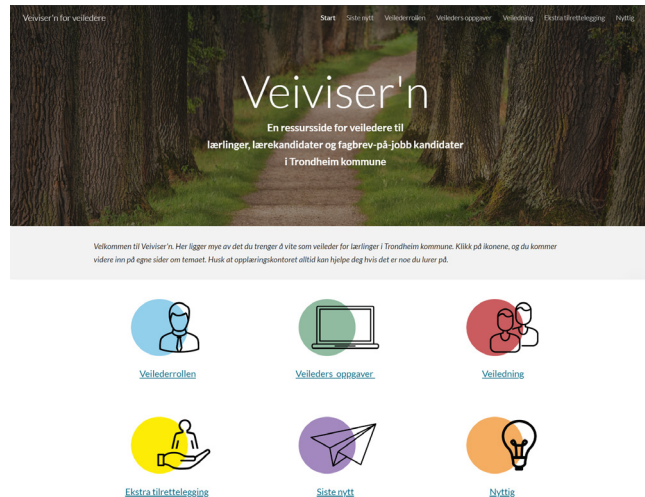 Veiviser'n for veiledere
Start Siste nytt Veilederrollen Veileders oppgaver Veiledning Ekstra tilrettelegging Nyttig
Veiviser'n
En ressursside for veiledere til
lærlinger, lærekandidater og fagbrev-på-jobb kandidater
i Trondheim kommune
Velkommen til Veiviser'n. Her ligger mye av det du trenger å vite som veileder for lærlinger i Trondheim kommune. Klikk på ikonene, og du kommer
videre inn på egne sider om temaet. Husk at opplæringskontoret alltid kan hjelpe deg hvis det er noe du lurer på.
Veilederrollen
Veileders oppgaver
Veiledning
Ekstra tilrettelegging
Siste nytt
Nyttig